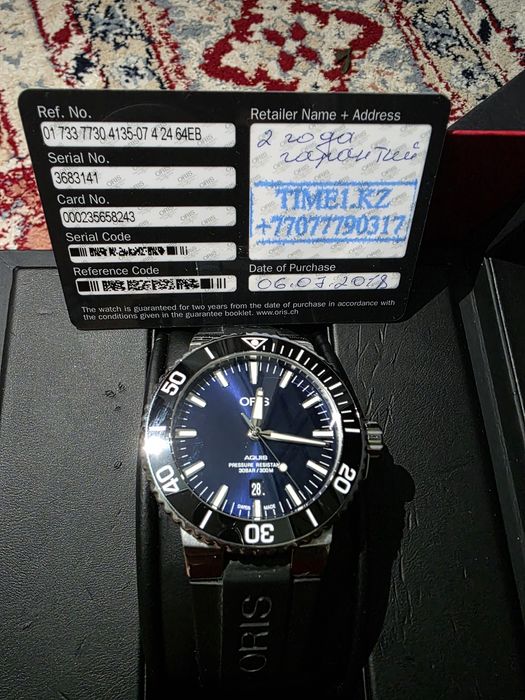 Ref. No.
01 733 7730 4135-07 4 24 64EB
Serial No.
3683141
Card No.
000235658243
Serial Code
Reference Code
Retailer Name + Address
2 года
гарантии
TIME1.KZ
+77077790317
Date of Purchase
06.07.2018
The watch is guaranteed for two years from the date of purchase in accordance with
the conditions given in the guarantee booklet. www.oris.ch
50
40
30
20
ORIS
AQUIS
PRESSURE RESISTANT
30BAR/300M
28
SWISS MADE
ORIS